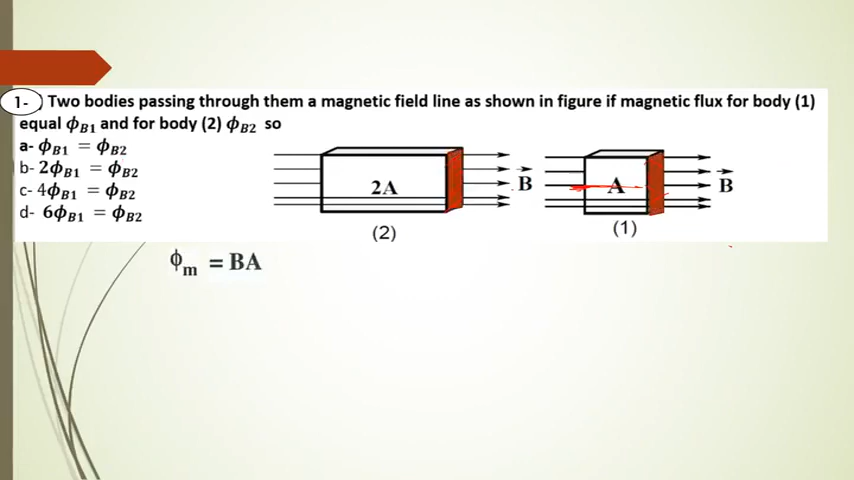 1- ) Two bodies passing through them a magnetic field line as shown in figure if magnetic flux for body (1)
equal ϕB1 and for body (2) ϕB2 so
a- ϕB1 = ϕB2
b- 2ϕB1 = ϕB2
c- 4ϕB1 = ϕB2
d- 6ϕB1 = ϕB2
2A
B
(2)
A
B
(1)
ϕm = BA